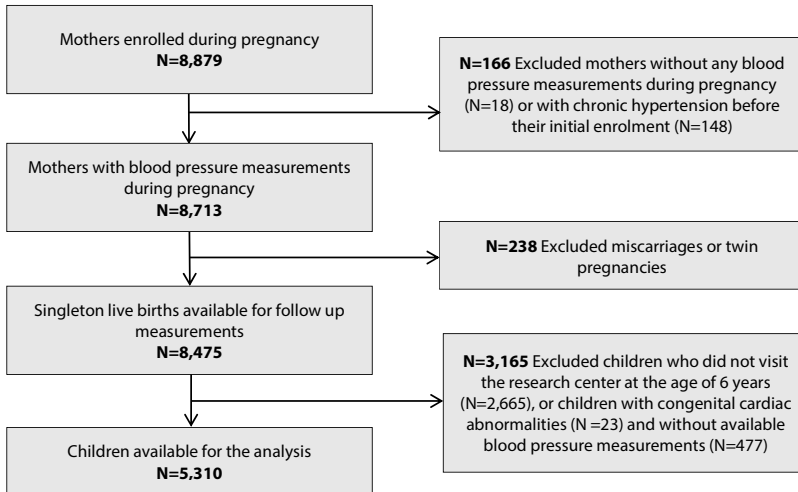 Mothers enrolled during pregnancy
N=8,879
N=166 Excluded mothers without any blood
pressure measurements during pregnancy
(N=18) or with chronic hypertension before
their initial enrolment (N=148)
Mothers with blood pressure measurements
during pregnancy
N=8,713
N=238 Excluded miscarriages or twin
pregnancies
Singleton live births available for follow up
measurements
N=8,475
N=3,165 Excluded children who did not visit
the research center at the age of 6 years
(N=2,665), or children with congenital cardiac
abnormalities (N =23) and without available
blood pressure measurements (N=477)
Children available for the analysis
N=5,310